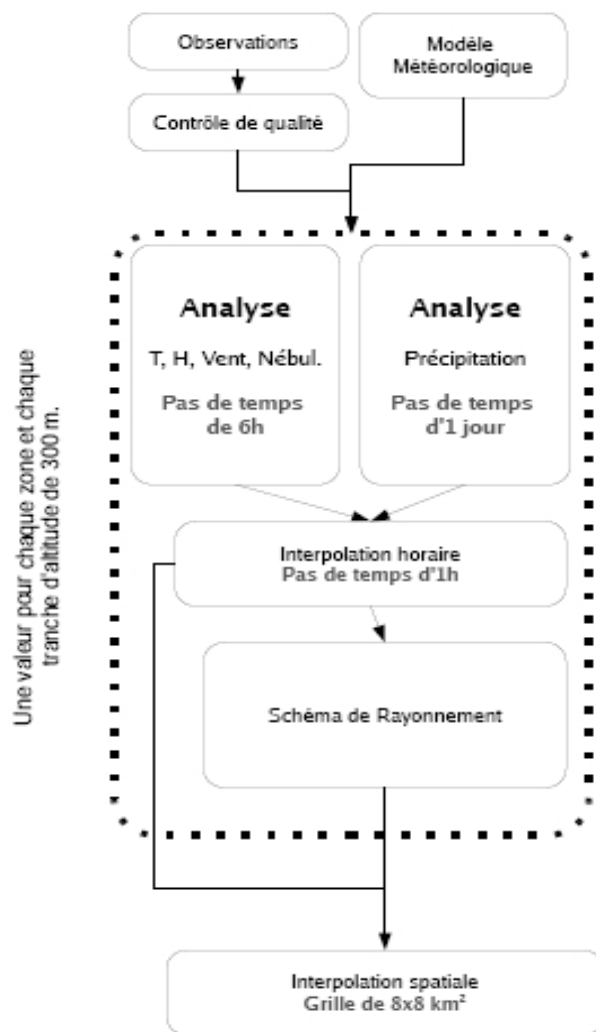 Observations
Modèle
Météorologique
Contrôle de qualité
Analyse
T, H, Vent, Nébul.
Pas de temps
de 6h
Analyse
Précipitation
Pas de temps
d'1 jour
Une valeur pour chaque zone et chaque
tranche d'altitude de 300 m.
Interpolation horaire
Pas de temps d'1h
Schéma de Rayonnement
Interpolation spatiale
Grille de 8x8 km²